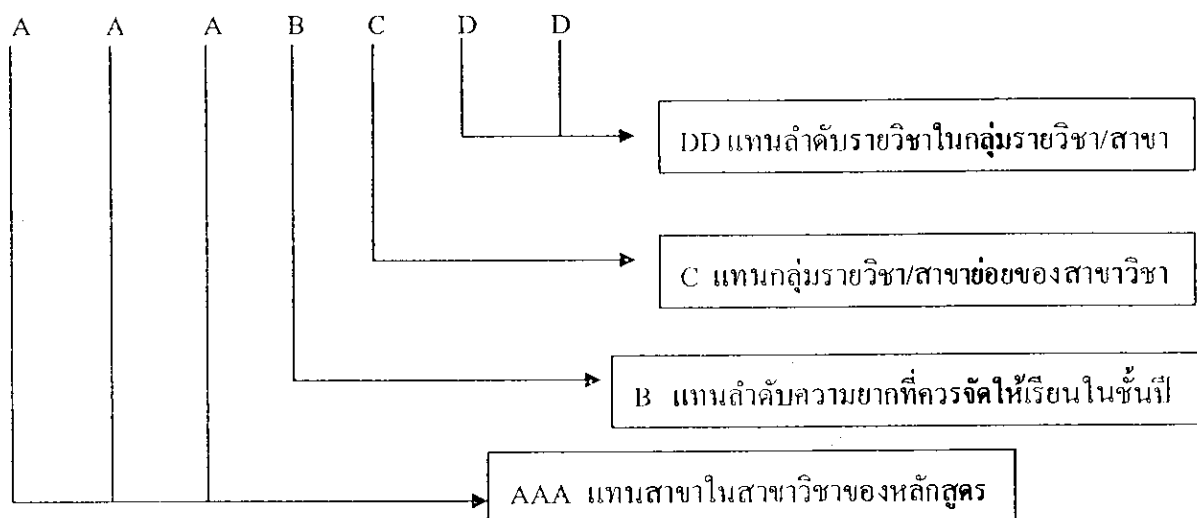 A A A B C D D
DD แทนลำดับรายวิชาในกลุ่มรายวิชา/สาขา
C แทนกลุ่มรายวิชา/สาขาย่อยของสาขาวิชา
B แทนลำดับความยากที่ควรจัดให้เรียนในชั้นปี
AAA แทนสาขาในสาขาวิชาของหลักสูตร